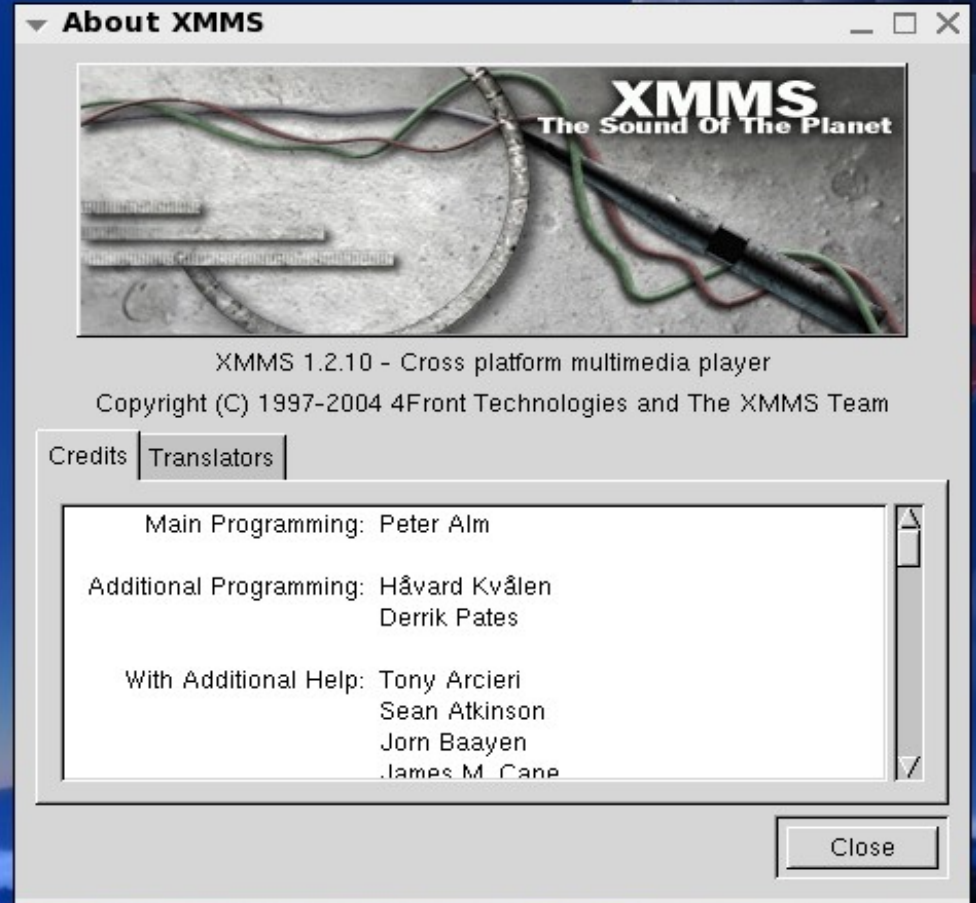 About XMMS
XMMS
The Sound Of The Planet
XMMS 1.2.10 - Cross platform multimedia player
Copyright (C) 1997-2004 4Front Technologies and The XMMS Team
Credits Translators
Main Programming: Peter Alm
Additional Programming: Håvard Kvålen
Derrik Pates
With Additional Help: Tony Arcieri
Sean Atkinson
Jorn Baayen
James M. Cape
Close